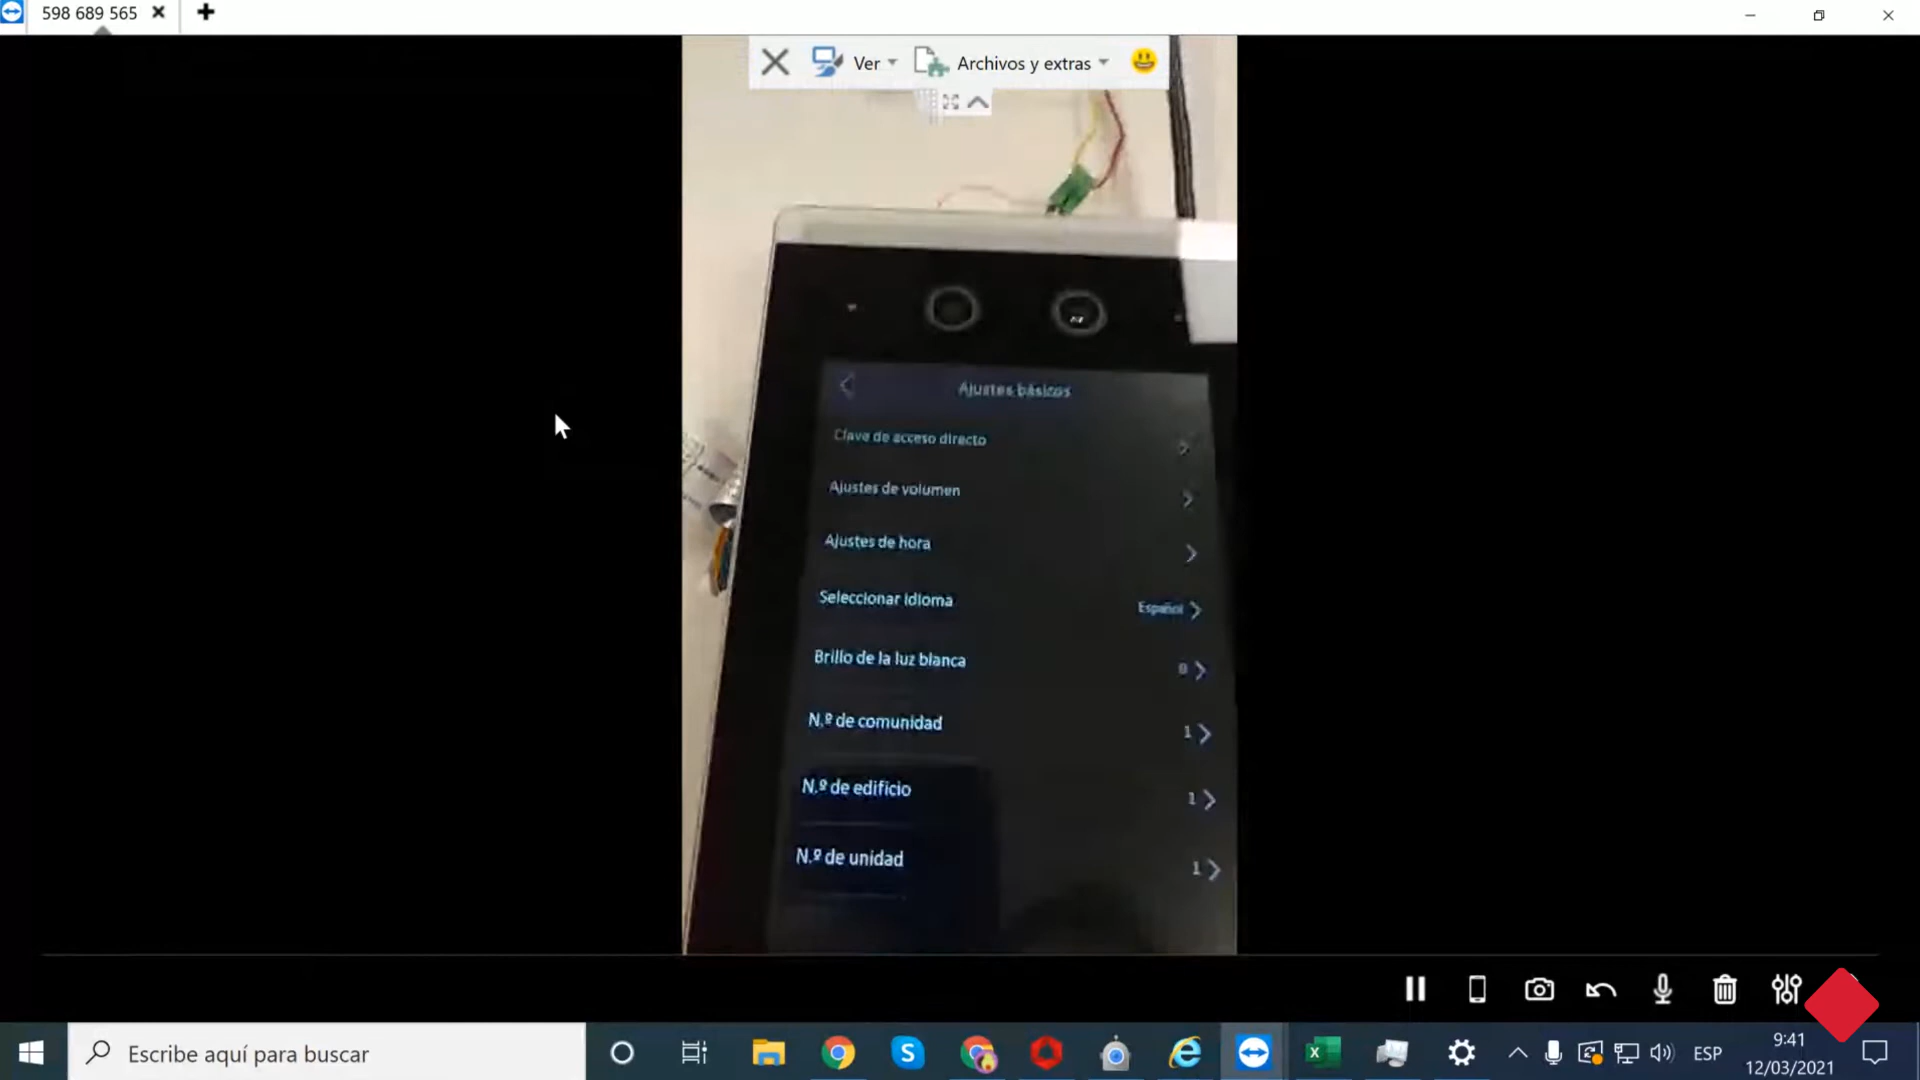 598 689 565
Ver
Archivos y extras
Ajustes básicos
Clave de acceso directo
Ajustes de volumen
Ajustes de hora
Seleccionar idioma
Español
Brillo de la luz blanca
N.º de comunidad
1
N.º de edificio
1
N.º de unidad
1
Escribe aquí para buscar
ESP
9:41
12/03/2021